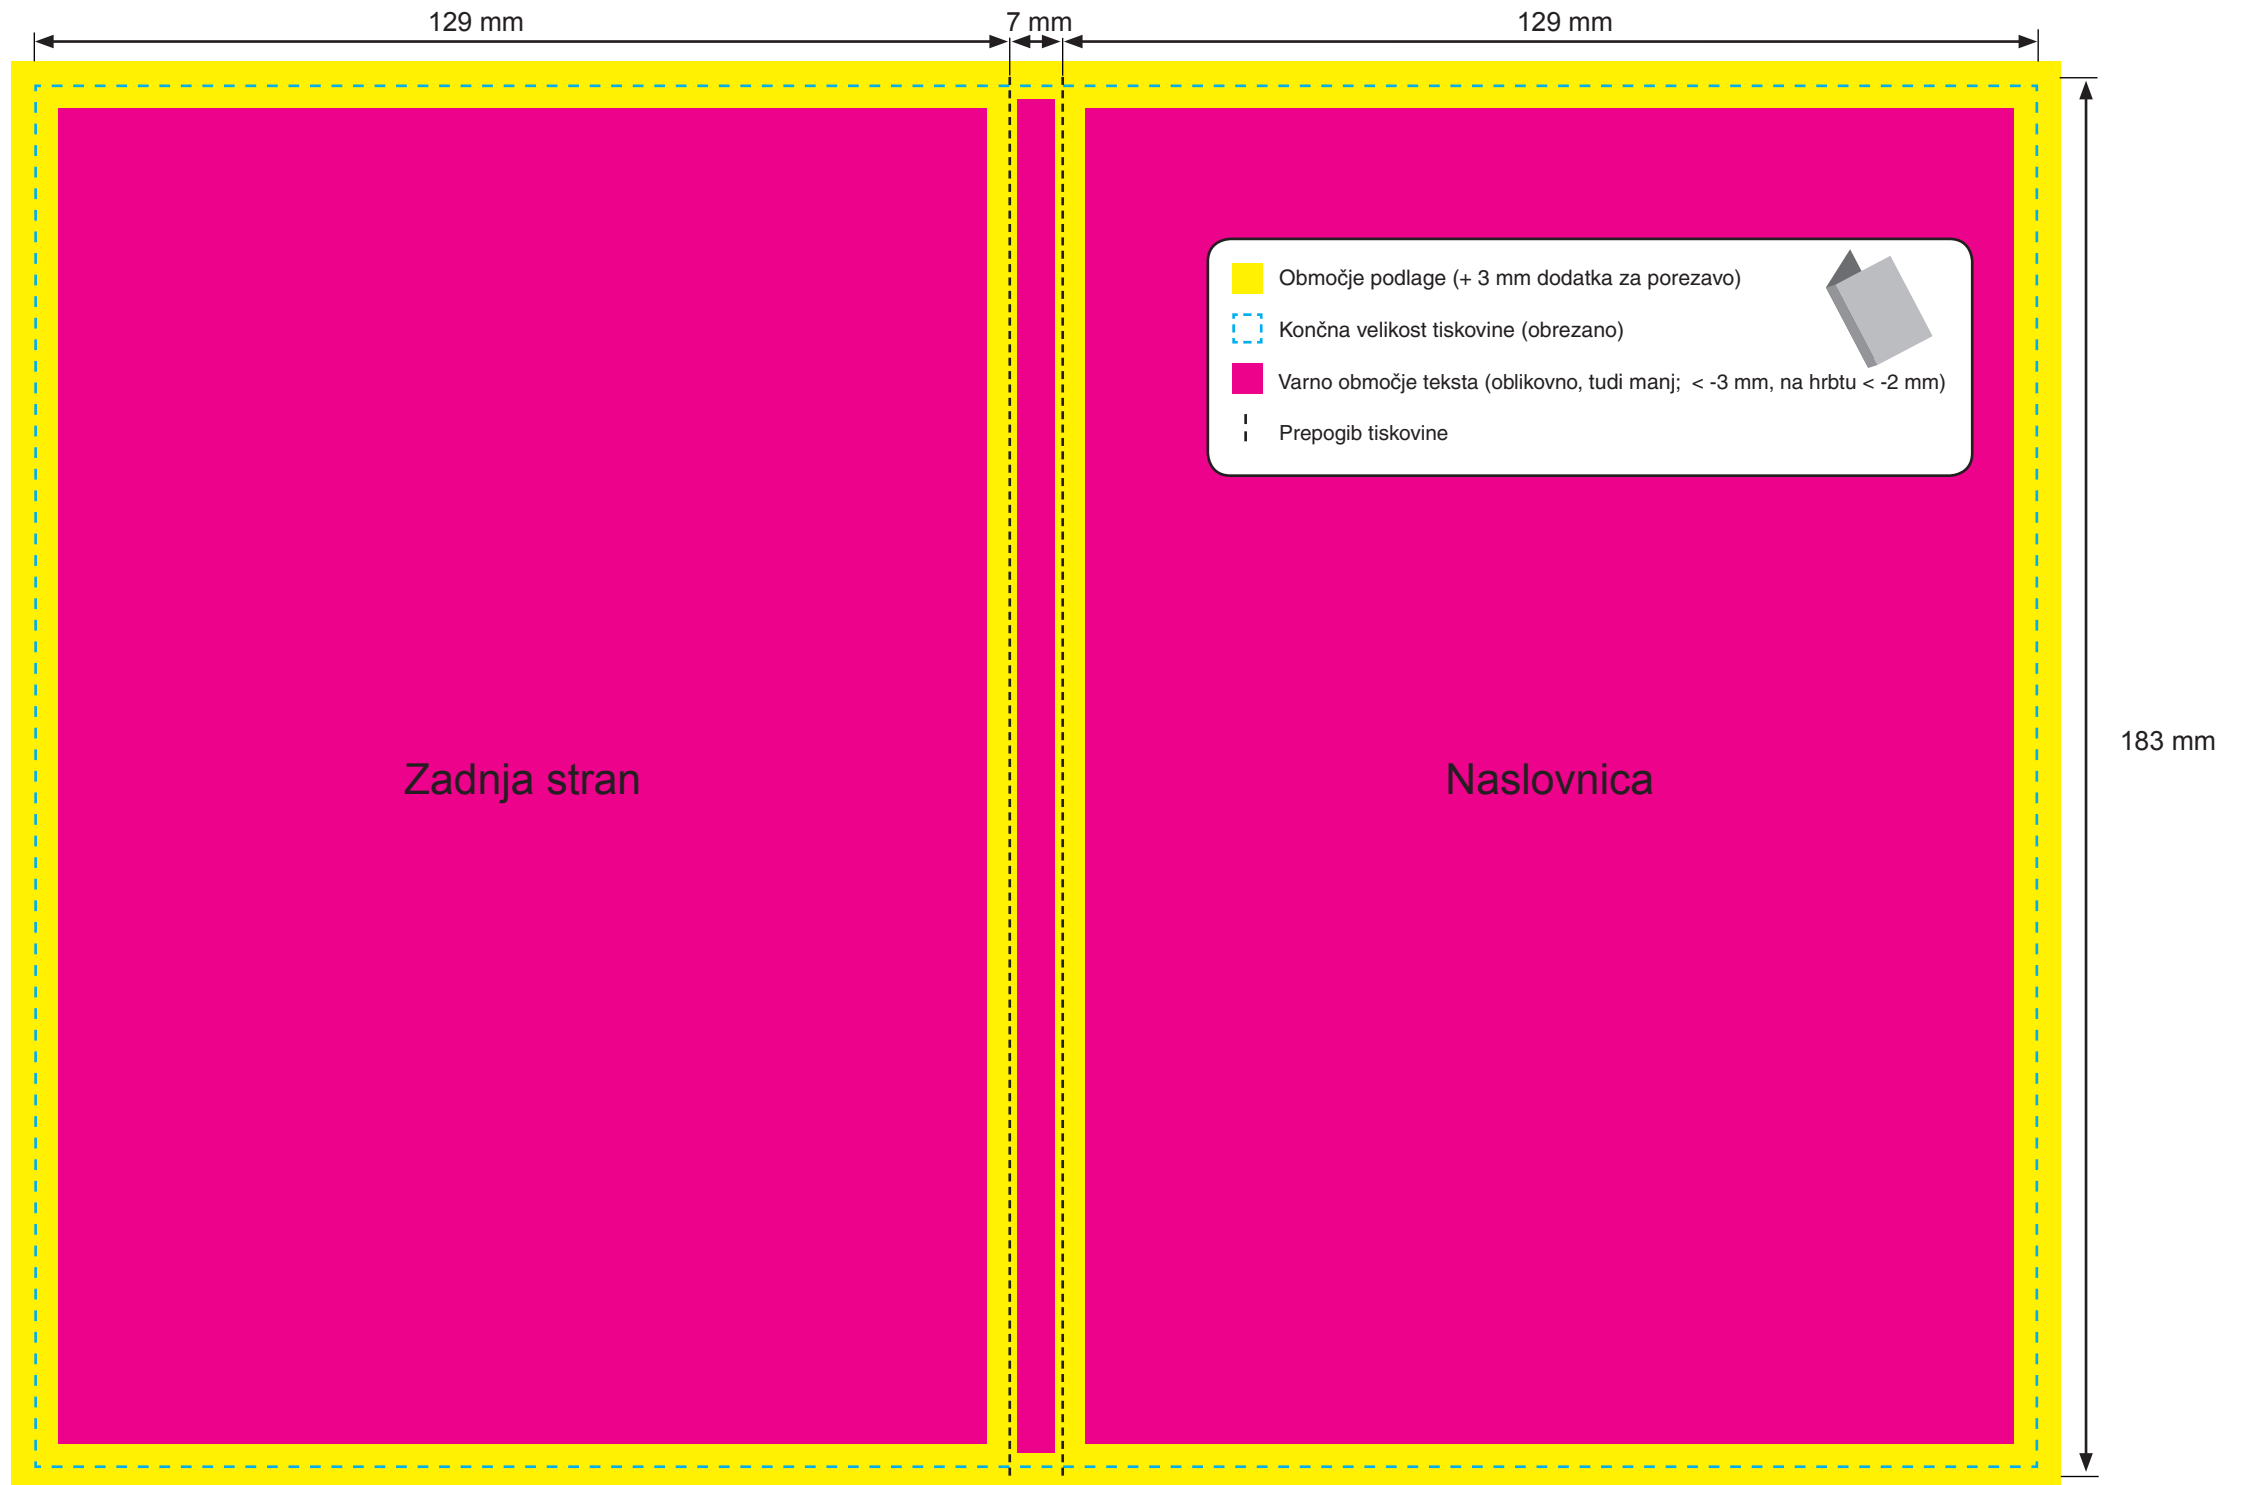 129 mm
7 mm
129 mm
Območje podlage (+ 3 mm dodatka za porezavo)
Končna velikost tiskovine (obrezano)
Varno območje teksta (oblikovno, tudi manj;  < -3 mm, na hrbtu < -2 mm)
Prepogib tiskovine
183 mm
Zadnja stran
Naslovnica